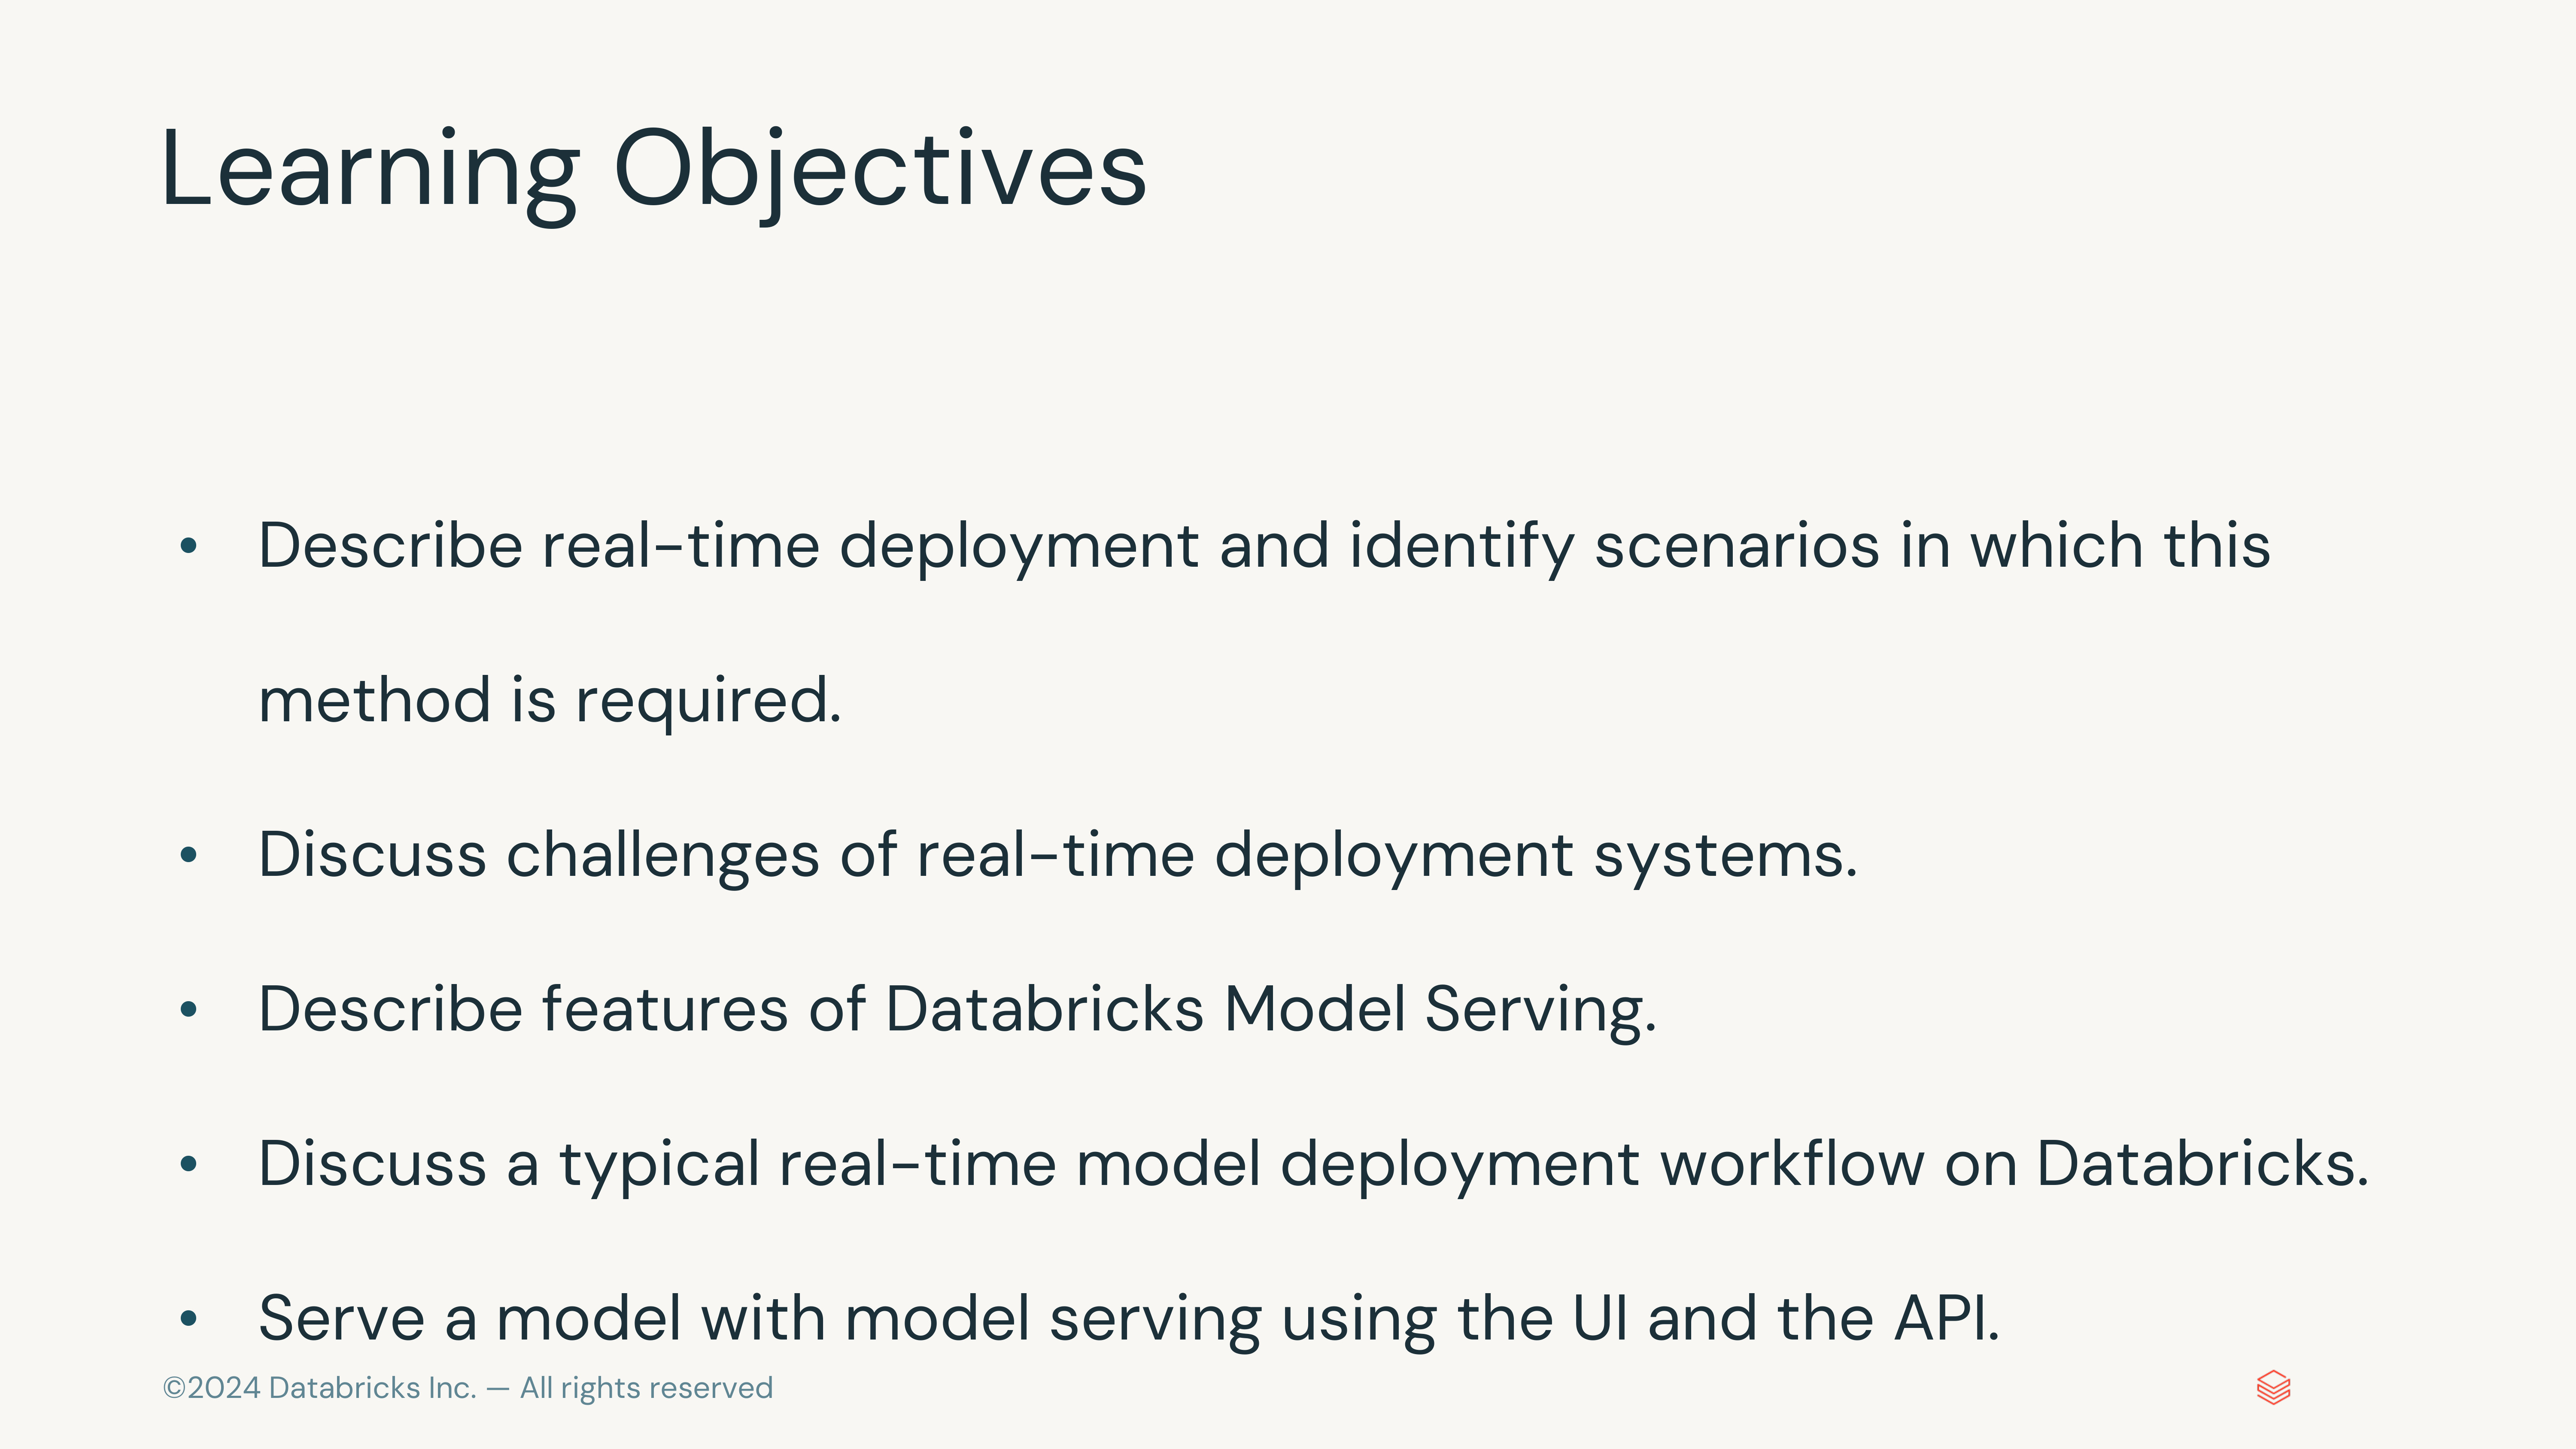 Learning Objectives
• Describe real-time deployment and identify scenarios in which this
method is required.
• Discuss challenges of real-time deployment systems.
• Describe features of Databricks Model Serving.
• Discuss a typical real-time model deployment workflow on Databricks.
• Serve a model with model serving using the UI and the API.
©2024 Databricks Inc. — All rights reserved